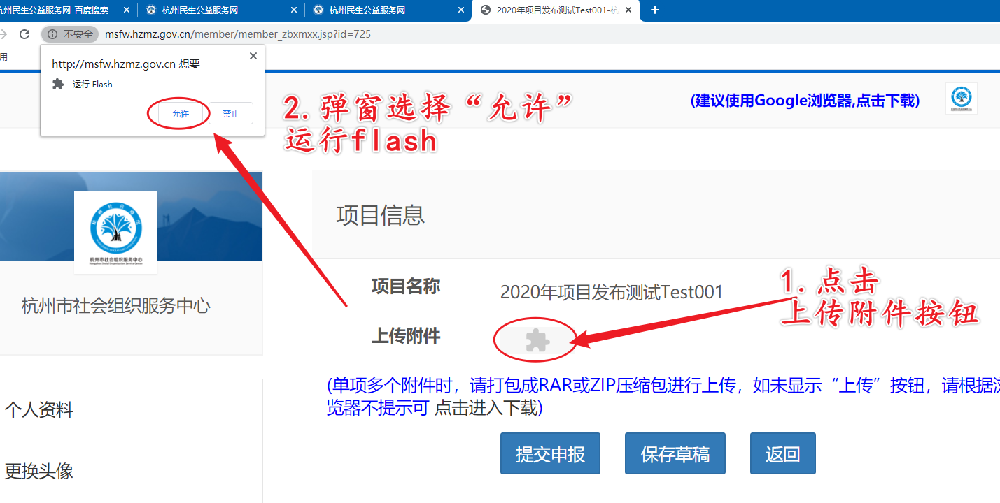 州民生公益服务网_百度搜索
杭州民生公益服务网
杭州民生公益服务网
2020年项目发布测试Test001-杭
不安全
msfw.hzmz.gov.cn/member/member_zbxmxx.jsp?id=725
用
http://msfw.hzmz.gov.cn 想要
运行 Flash
允许
禁止
2.弹窗选择“允许”
运行flash
(建议使用Google浏览器,点击下载)
杭州市社会组织服务中心
Hangzhou Social Organization Service Center
杭州市社会组织服务中心
个人资料
更换头像
项目信息
项目名称
2020年项目发布测试Test001
1.点击
上传附件按钮
上传附件
(单项多个附件时，请打包成RAR或ZIP压缩包进行上传，如未显示“上传”按钮，请根据浏
览器不提示可 点击进入下载)
提交申报
保存草稿
返回